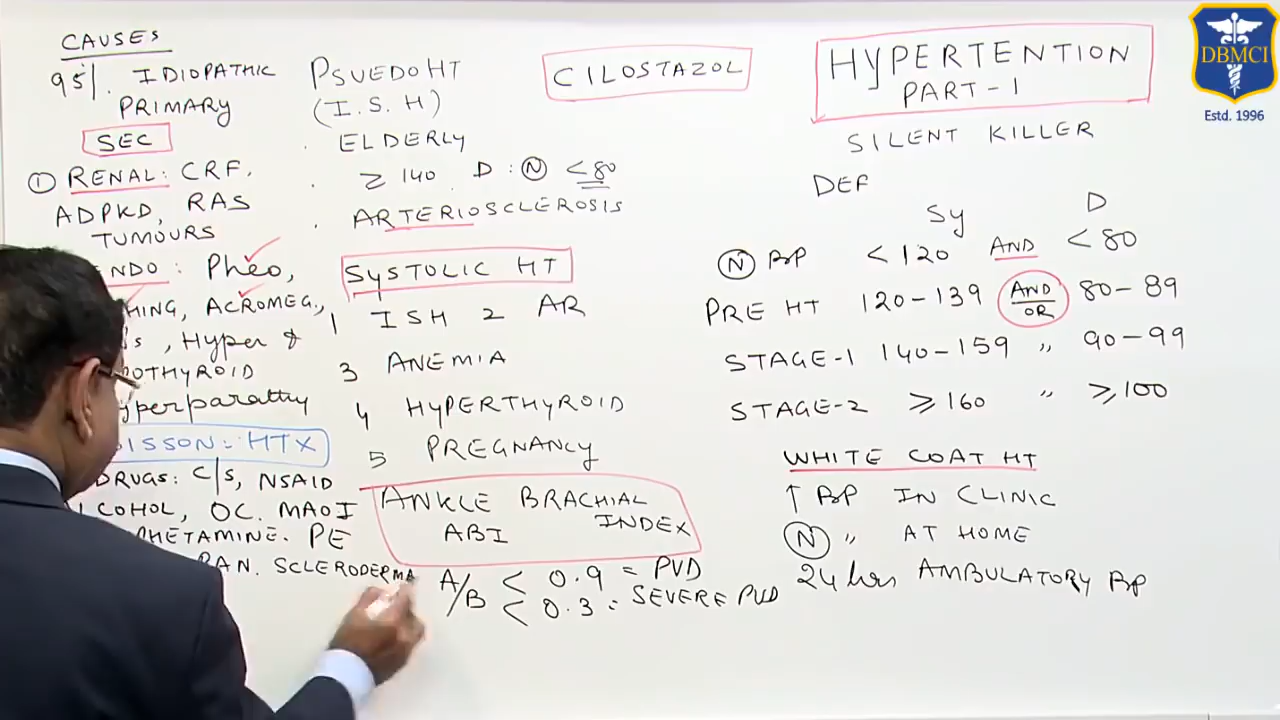 CAUSES
95% IDIOPATHIC
PRIMARY
SEC
① RENAL: CRF,
ADPKD, RAS
TUMOURS
NDO: Pheo,
HING, ACROMEG.,
s, Hyper &
OTHYROID
yperparathy
ISSON = HTX
DRUGS: C/S, NSAID
COHOL, OC. MAOI
HETAMINE. PE
PAN. SCLERODERMA
PSUEDO HT
(I.S.H)
. ELDERLY
. ≥ 140 D: Ⓝ <80
. ARTERIOSCLEROSIS
SYSTOLIC HT
1 ISH 2 AR
3 ANEMIA
4 HYPERTHYROID
5 PREGNANCY
ANKLE BRACHIAL
ABI INDEX
A/B < 0.9 = PVD
< 0.3 = SEVERE PVD
CILOSTAZOL
HYPERTENTION
PART-1
SILENT KILLER
DEF
Sy D
Ⓝ BP <120 AND <80
PRE HT 120-139 AND/OR 80-89
STAGE-1 140-159 " 90-99
STAGE-2 ≥160 " ≥100
WHITE COAT HT
↑ BP IN CLINIC
Ⓝ " AT HOME
24 hrs AMBULATORY BP
DBMCI
Estd. 1996